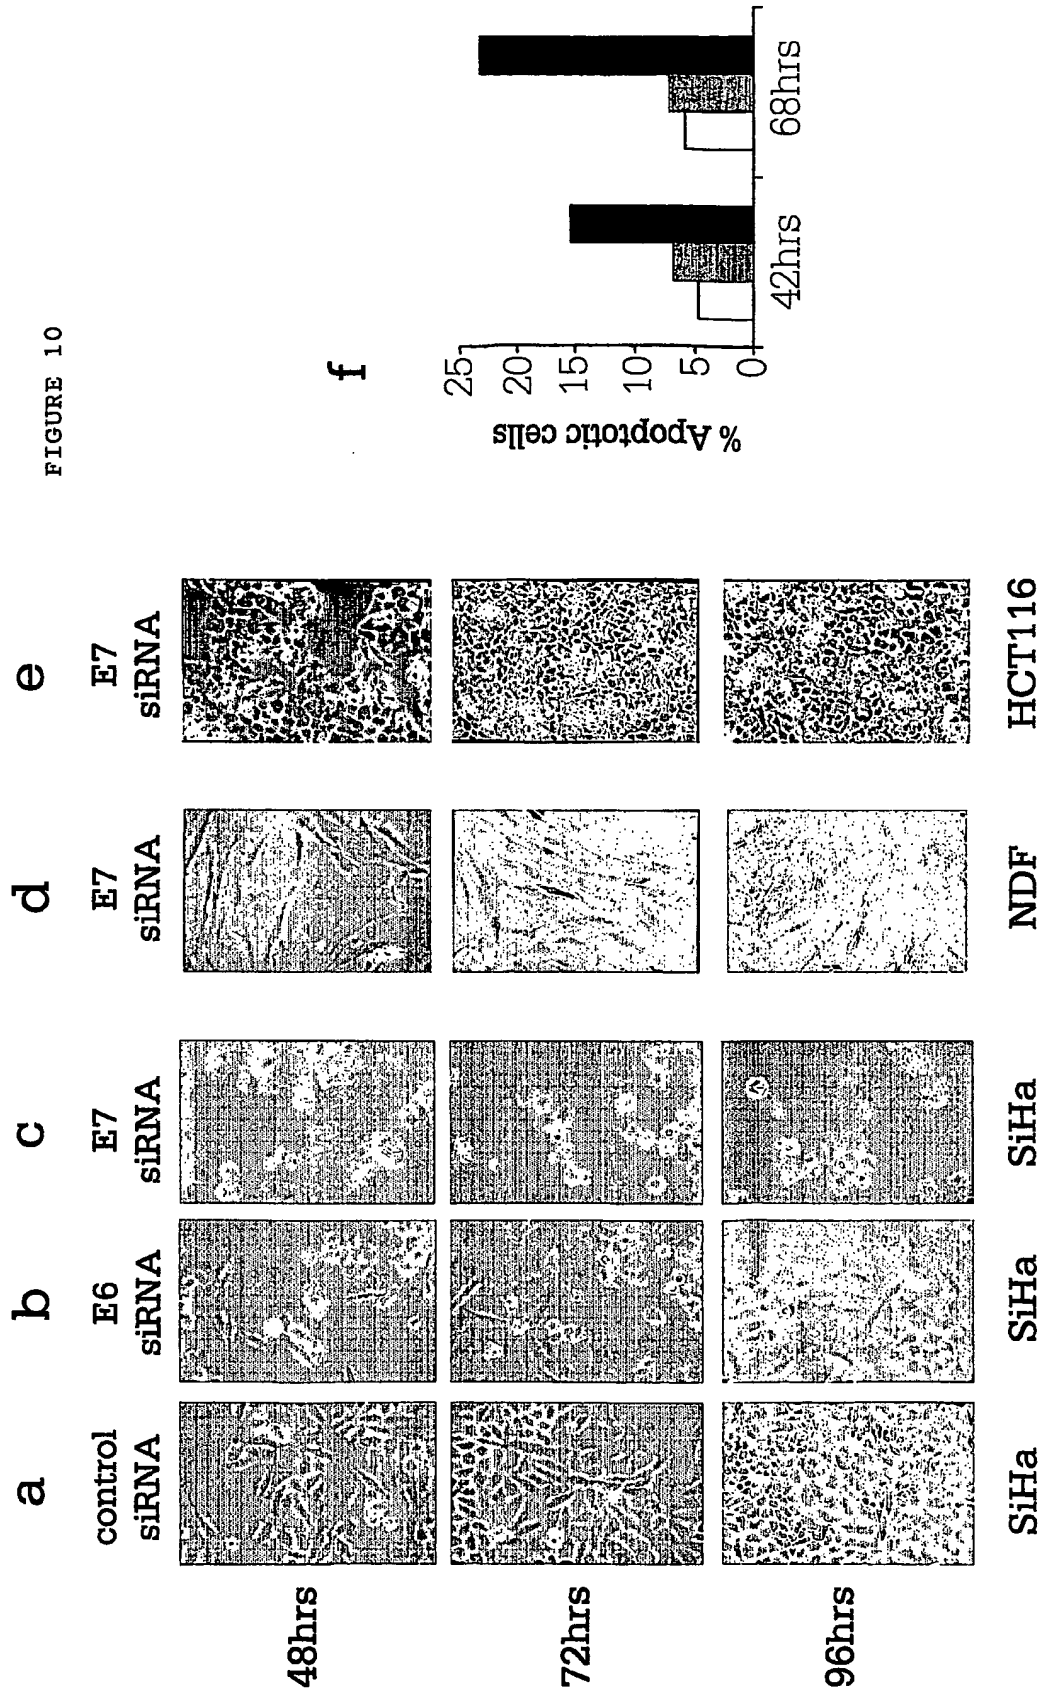 FIGURE 10
a b c d e
control siRNA E6 siRNA E7 siRNA E7 siRNA E7 siRNA
48hrs
72hrs
96hrs
SiHa SiHa SiHa NDF HCT116
f
% Apoptotic cells
25
20
15
10
5
0
42hrs 68hrs